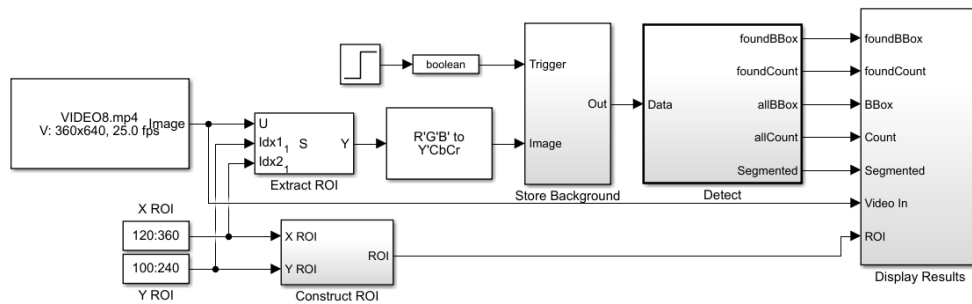 VIDEO8.mp4
V: 360x640, 25.0 fps
Image
boolean
U
Idx1
1
Idx2
1
S
Y
Extract ROI
R'G'B' to
Y'CbCr
Trigger
Image
Out
Store Background
Data
foundBBox
foundCount
allBBox
allCount
Segmented
Detect
foundBBox
foundCount
BBox
Count
Segmented
Video In
ROI
Display Results
X ROI
120:360
100:240
Y ROI
X ROI
Y ROI
ROI
Construct ROI